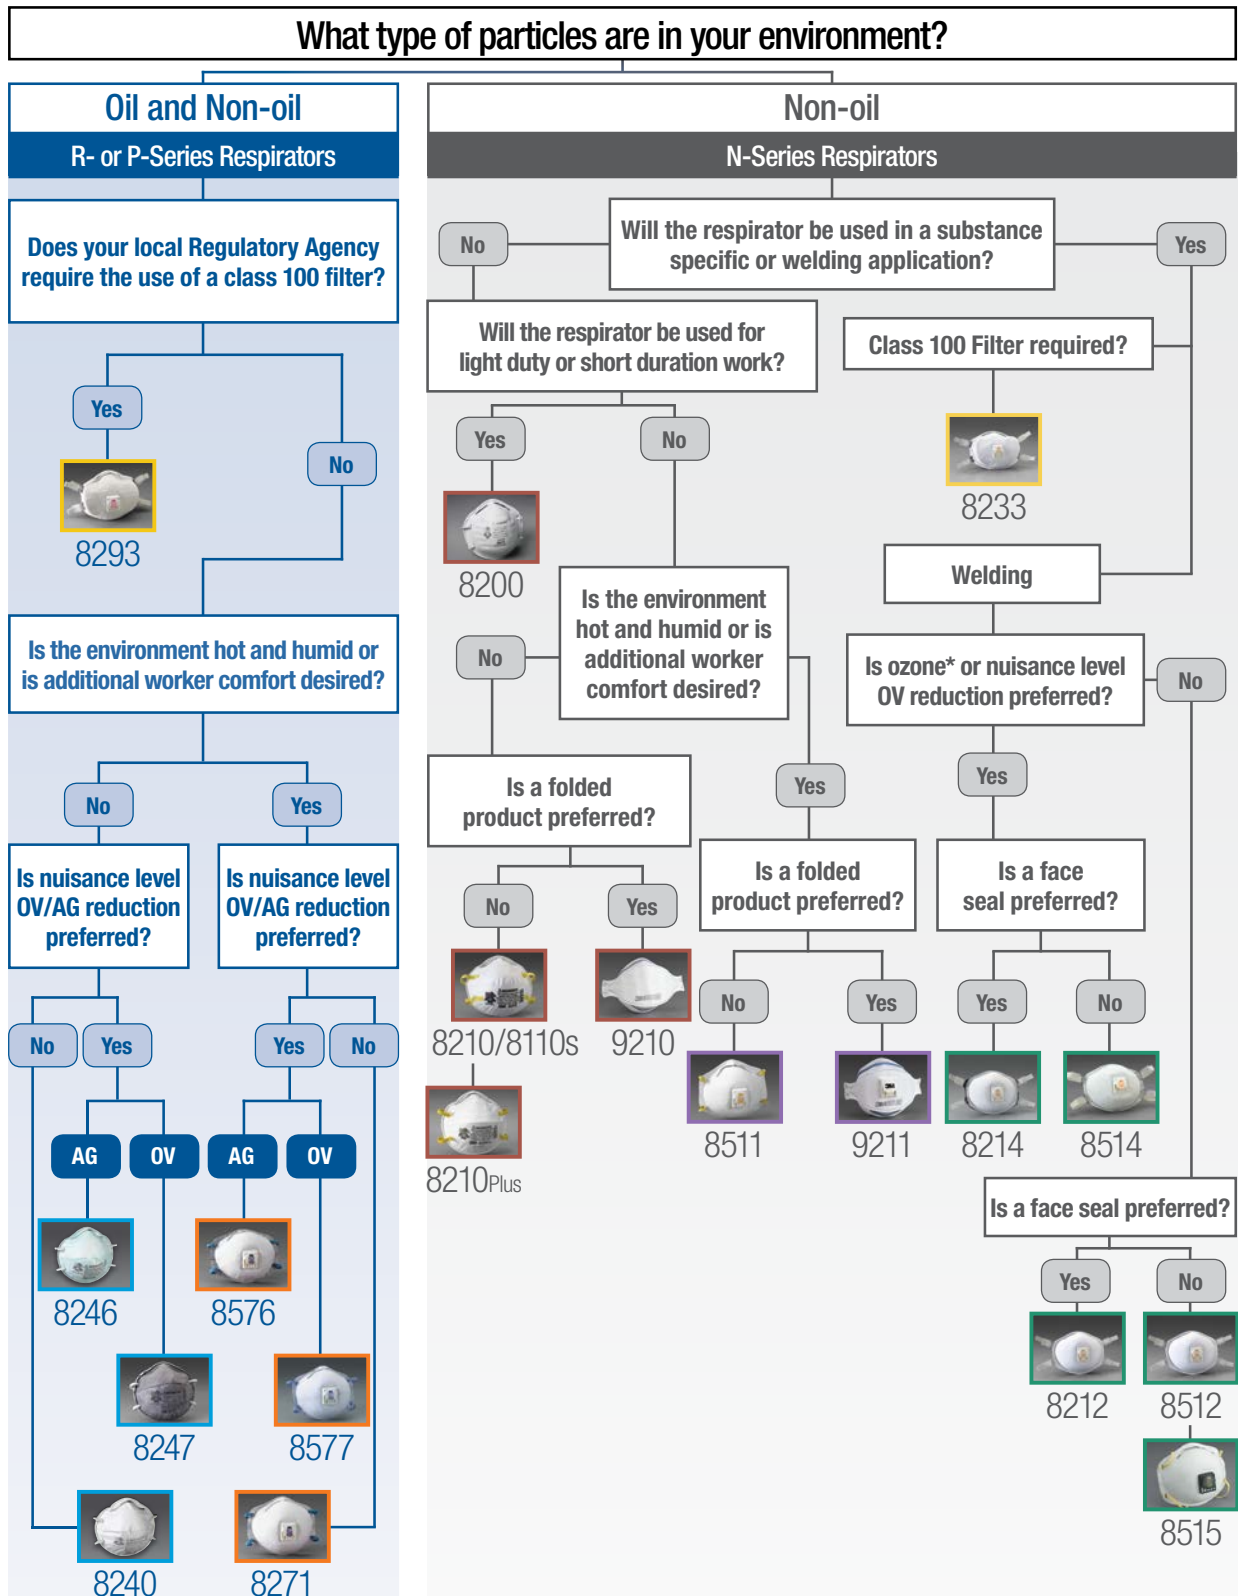 What type of particles are in your environment?
Oil and Non-oil
R- or P-Series Respirators
Does your local Regulatory Agency
require the use of a class 100 filter?
Yes
No
8293
Is the environment hot and humid or
is additional worker comfort desired?
No
Yes
Is nuisance level
OV/AG reduction
preferred?
Is nuisance level
OV/AG reduction
preferred?
No
Yes
Yes
No
AG
OV
AG
OV
8246
8576
8247
8577
8240
8271
Non-oil
N-Series Respirators
Will the respirator be used in a substance
specific or welding application?
No
Yes
Will the respirator be used for
light duty or short duration work?
Yes
No
8200
Is the environment
hot and humid or is
additional worker
comfort desired?
No
Yes
Is a folded
product preferred?
No
Yes
8210/8110s
9210
8210Plus
Is a folded
product preferred?
No
Yes
8511
9211
Class 100 Filter required?
8233
Welding
Is ozone* or nuisance level
OV reduction preferred?
No
Yes
Is a face
seal preferred?
Yes
No
8214
8514
Is a face seal preferred?
Yes
No
8212
8512
8515